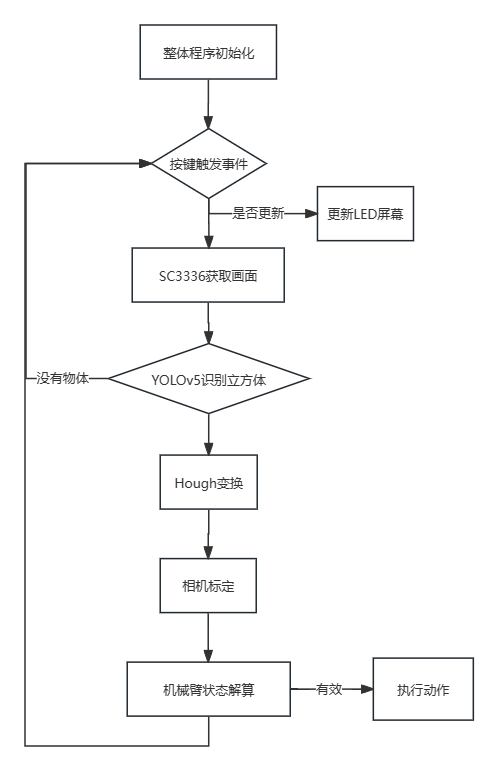 整体程序初始化
按键触发事件
是否更新
更新LED屏幕
SC3336获取画面
没有物体
YOLOv5识别立方体
Hough变换
相机标定
机械臂状态解算
有效
执行动作